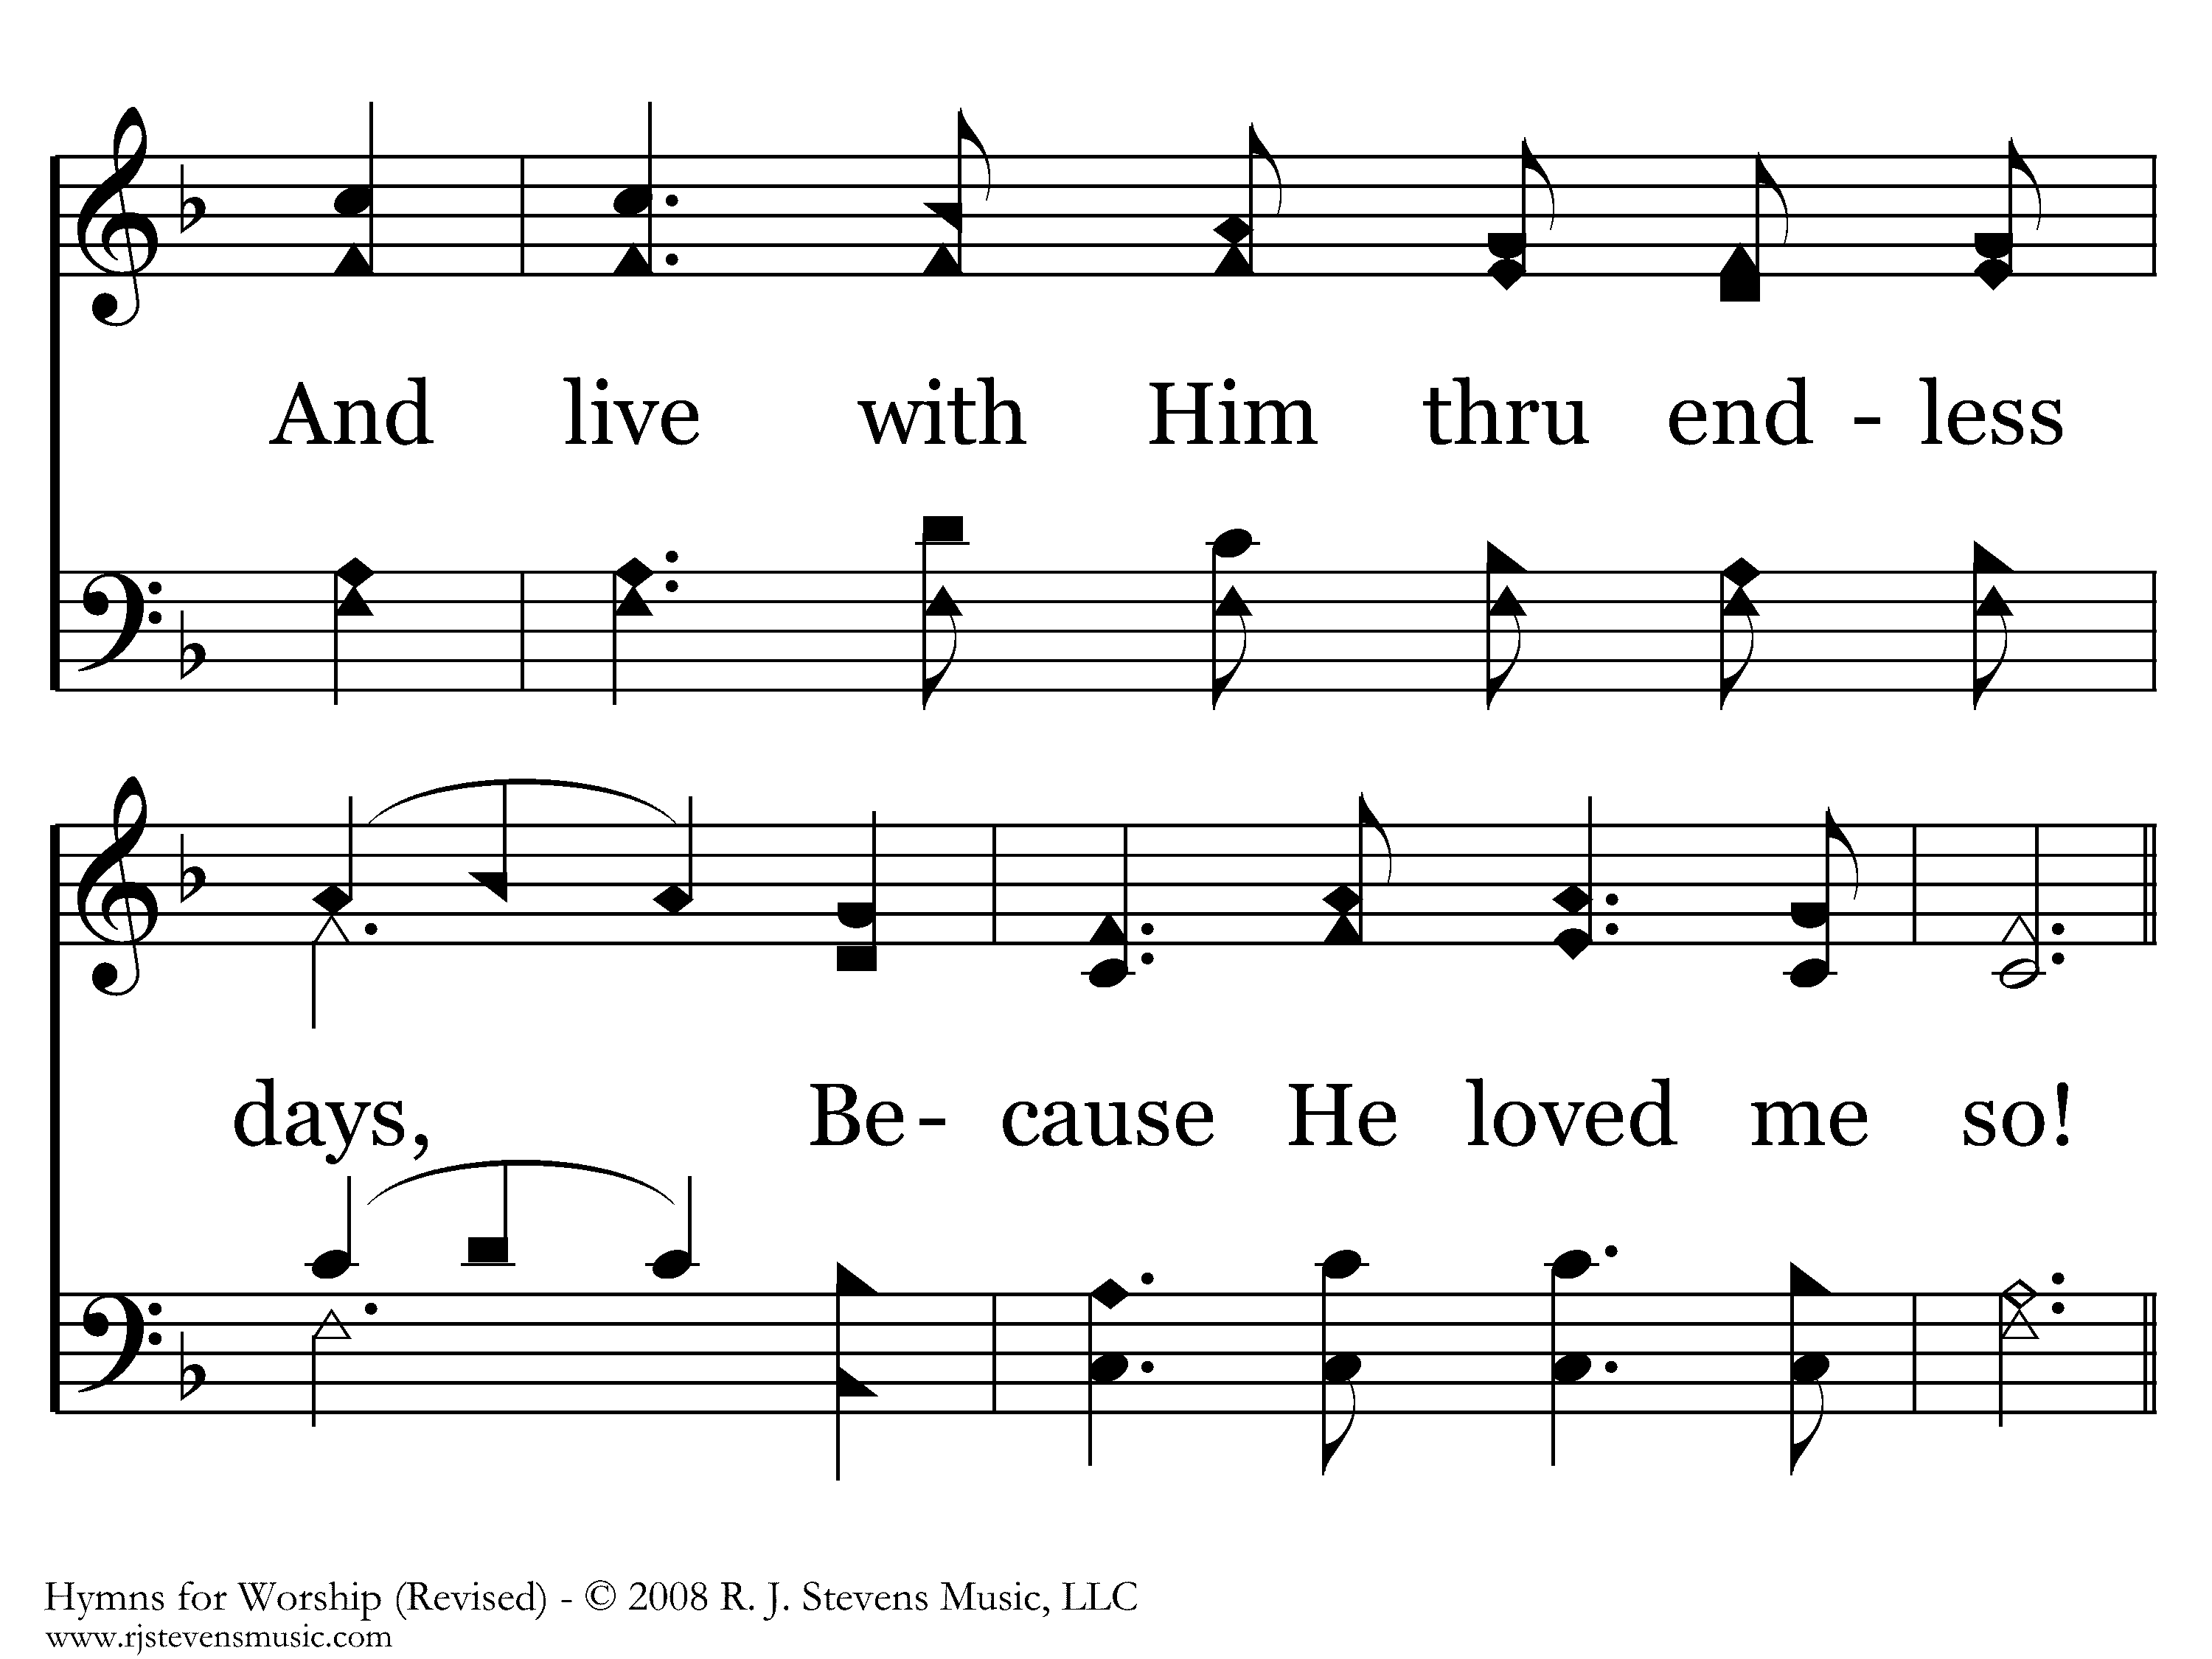 And live with Him thru end - less
days, Be - cause He loved me so!
Hymns for Worship (Revised) - © 2008 R. J. Stevens Music, LLC
www.rjstevensmusic.com